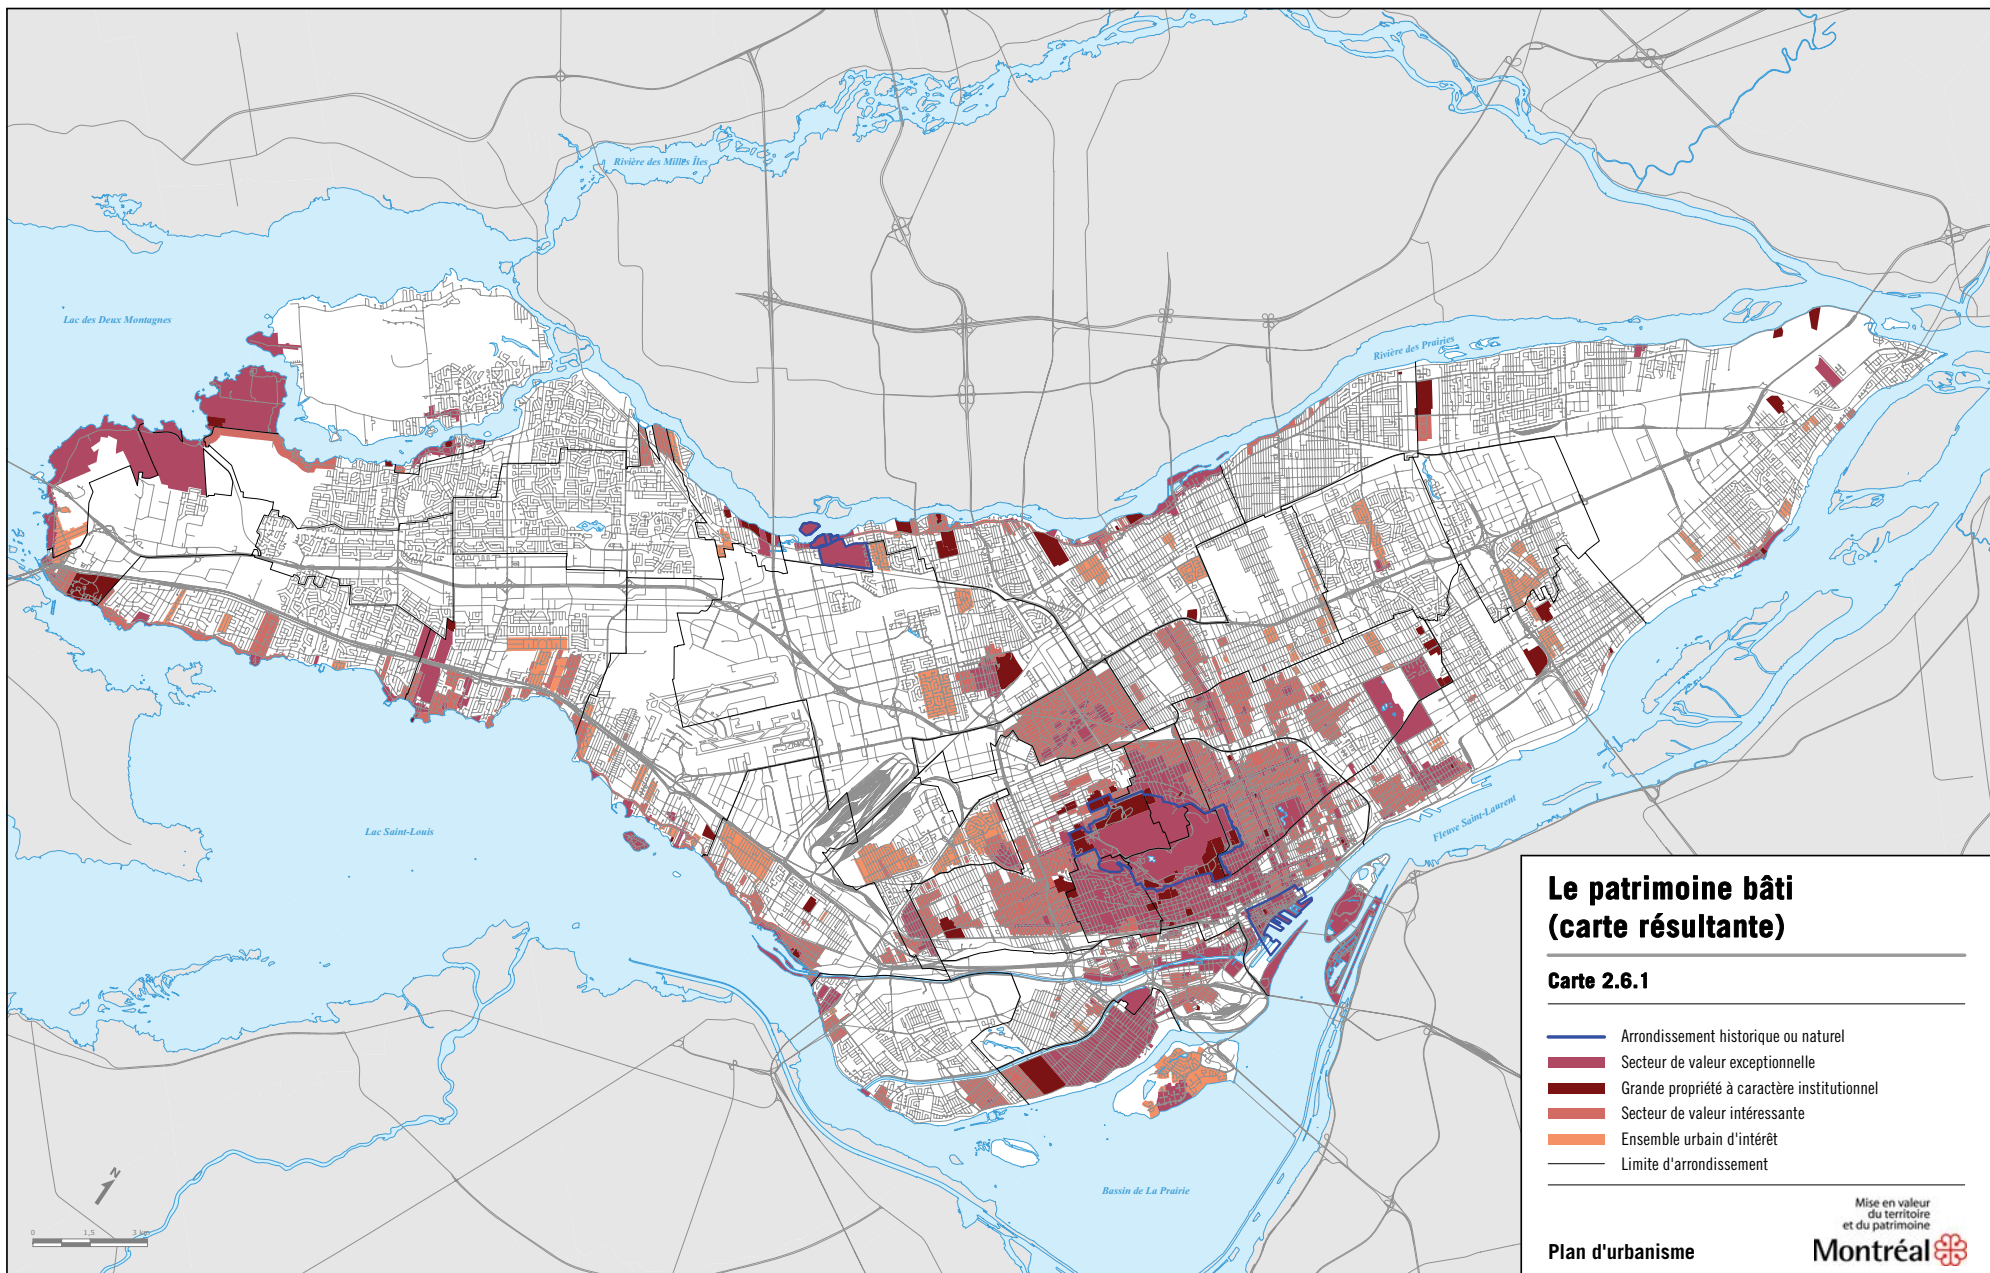 Rivière des Milles Îles
Lac des Deux Montagnes
Rivière des Prairies
Lac Saint-Louis
Fleuve Saint-Laurent
Bassin de La Prairie
N
0 1,5 3 km
Le patrimoine bâti
(carte résultante)
Carte 2.6.1
Arrondissement historique ou naturel
Secteur de valeur exceptionnelle
Grande propriété à caractère institutionnel
Secteur de valeur intéressante
Ensemble urbain d'intérêt
Limite d'arrondissement
Mise en valeur
du territoire
et du patrimoine
Plan d'urbanisme
Montréal